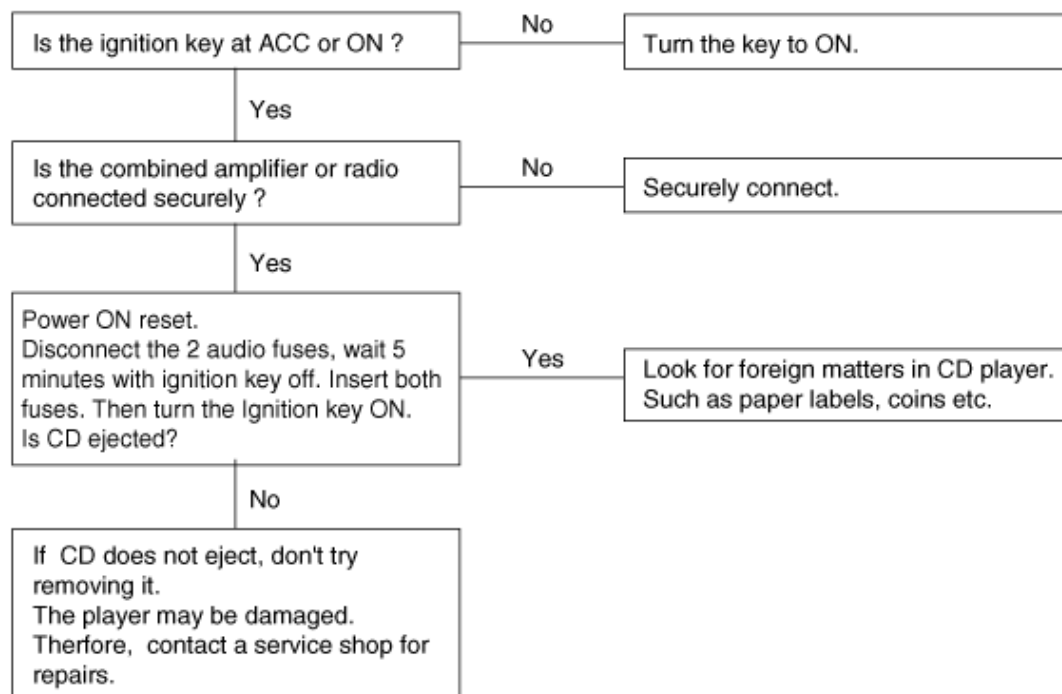 Is the ignition key at ACC or ON ?
No
Turn the key to ON.
Yes
Is the combined amplifier or radio
connected securely ?
No
Securely connect.
Yes
Power ON reset.
Disconnect the 2 audio fuses, wait 5
minutes with ignition key off. Insert both
fuses. Then turn the Ignition key ON.
Is CD ejected?
Yes
Look for foreign matters in CD player.
Such as paper labels, coins etc.
No
If CD does not eject, don't try
removing it.
The player may be damaged.
Therfore, contact a service shop for
repairs.